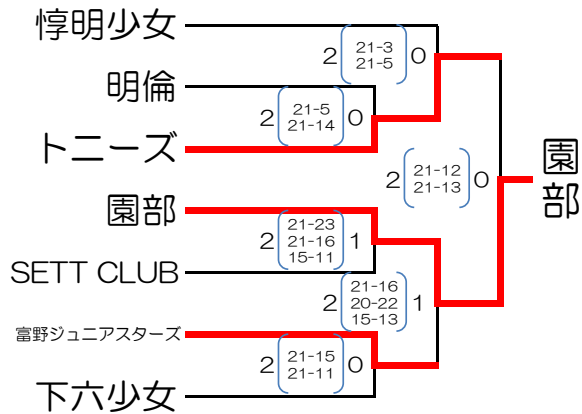 惇明少女
明倫
トニーズ
園部
SETT CLUB
富野ジュニアスターズ
下六少女
2 21-3 0
21-5
2 21-5 0
21-14
2 21-23 1
21-16
15-11
2 21-15 0
21-11
2 21-16 1
20-22
15-13
2 21-12 0
21-13
園部